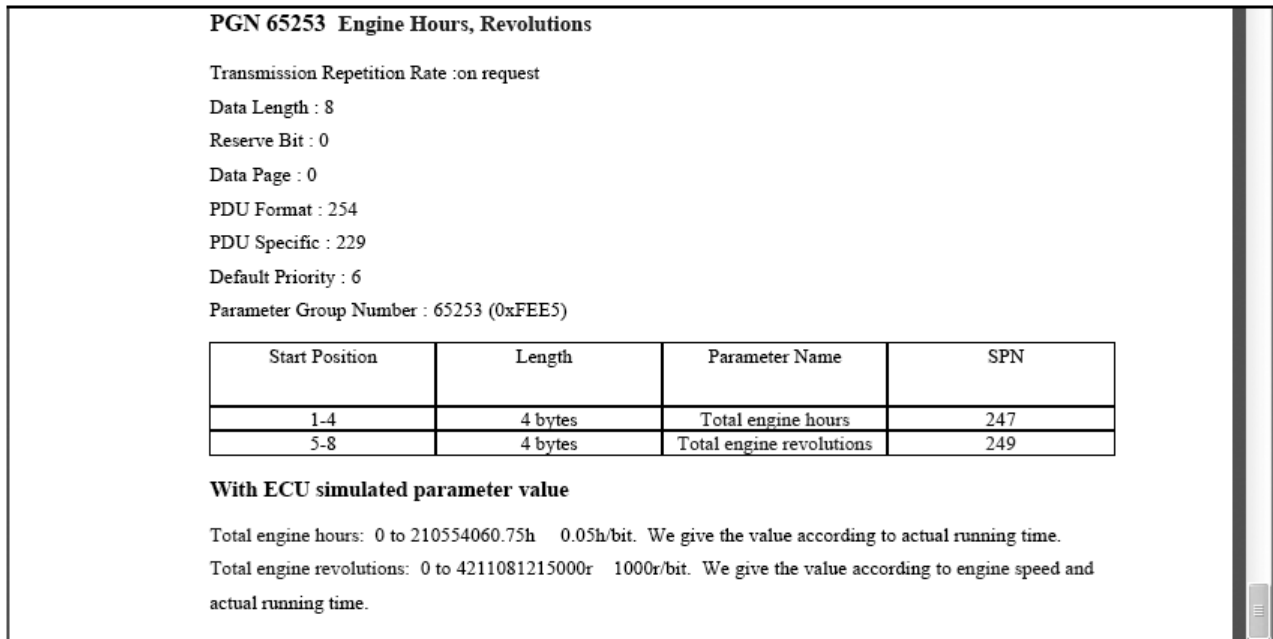 PGN 65253 Engine Hours, Revolutions
Transmission Repetition Rate :on request
Data Length : 8
Reserve Bit : 0
Data Page : 0
PDU Format : 254
PDU Specific : 229
Default Priority : 6
Parameter Group Number : 65253 (0xFEE5)
Start Position Length Parameter Name SPN
1-4 4 bytes Total engine hours 247
5-8 4 bytes Total engine revolutions 249
With ECU simulated parameter value
Total engine hours: 0 to 210554060.75h 0.05h/bit. We give the value according to actual running time.
Total engine revolutions: 0 to 4211081215000r 1000r/bit. We give the value according to engine speed and
actual running time.